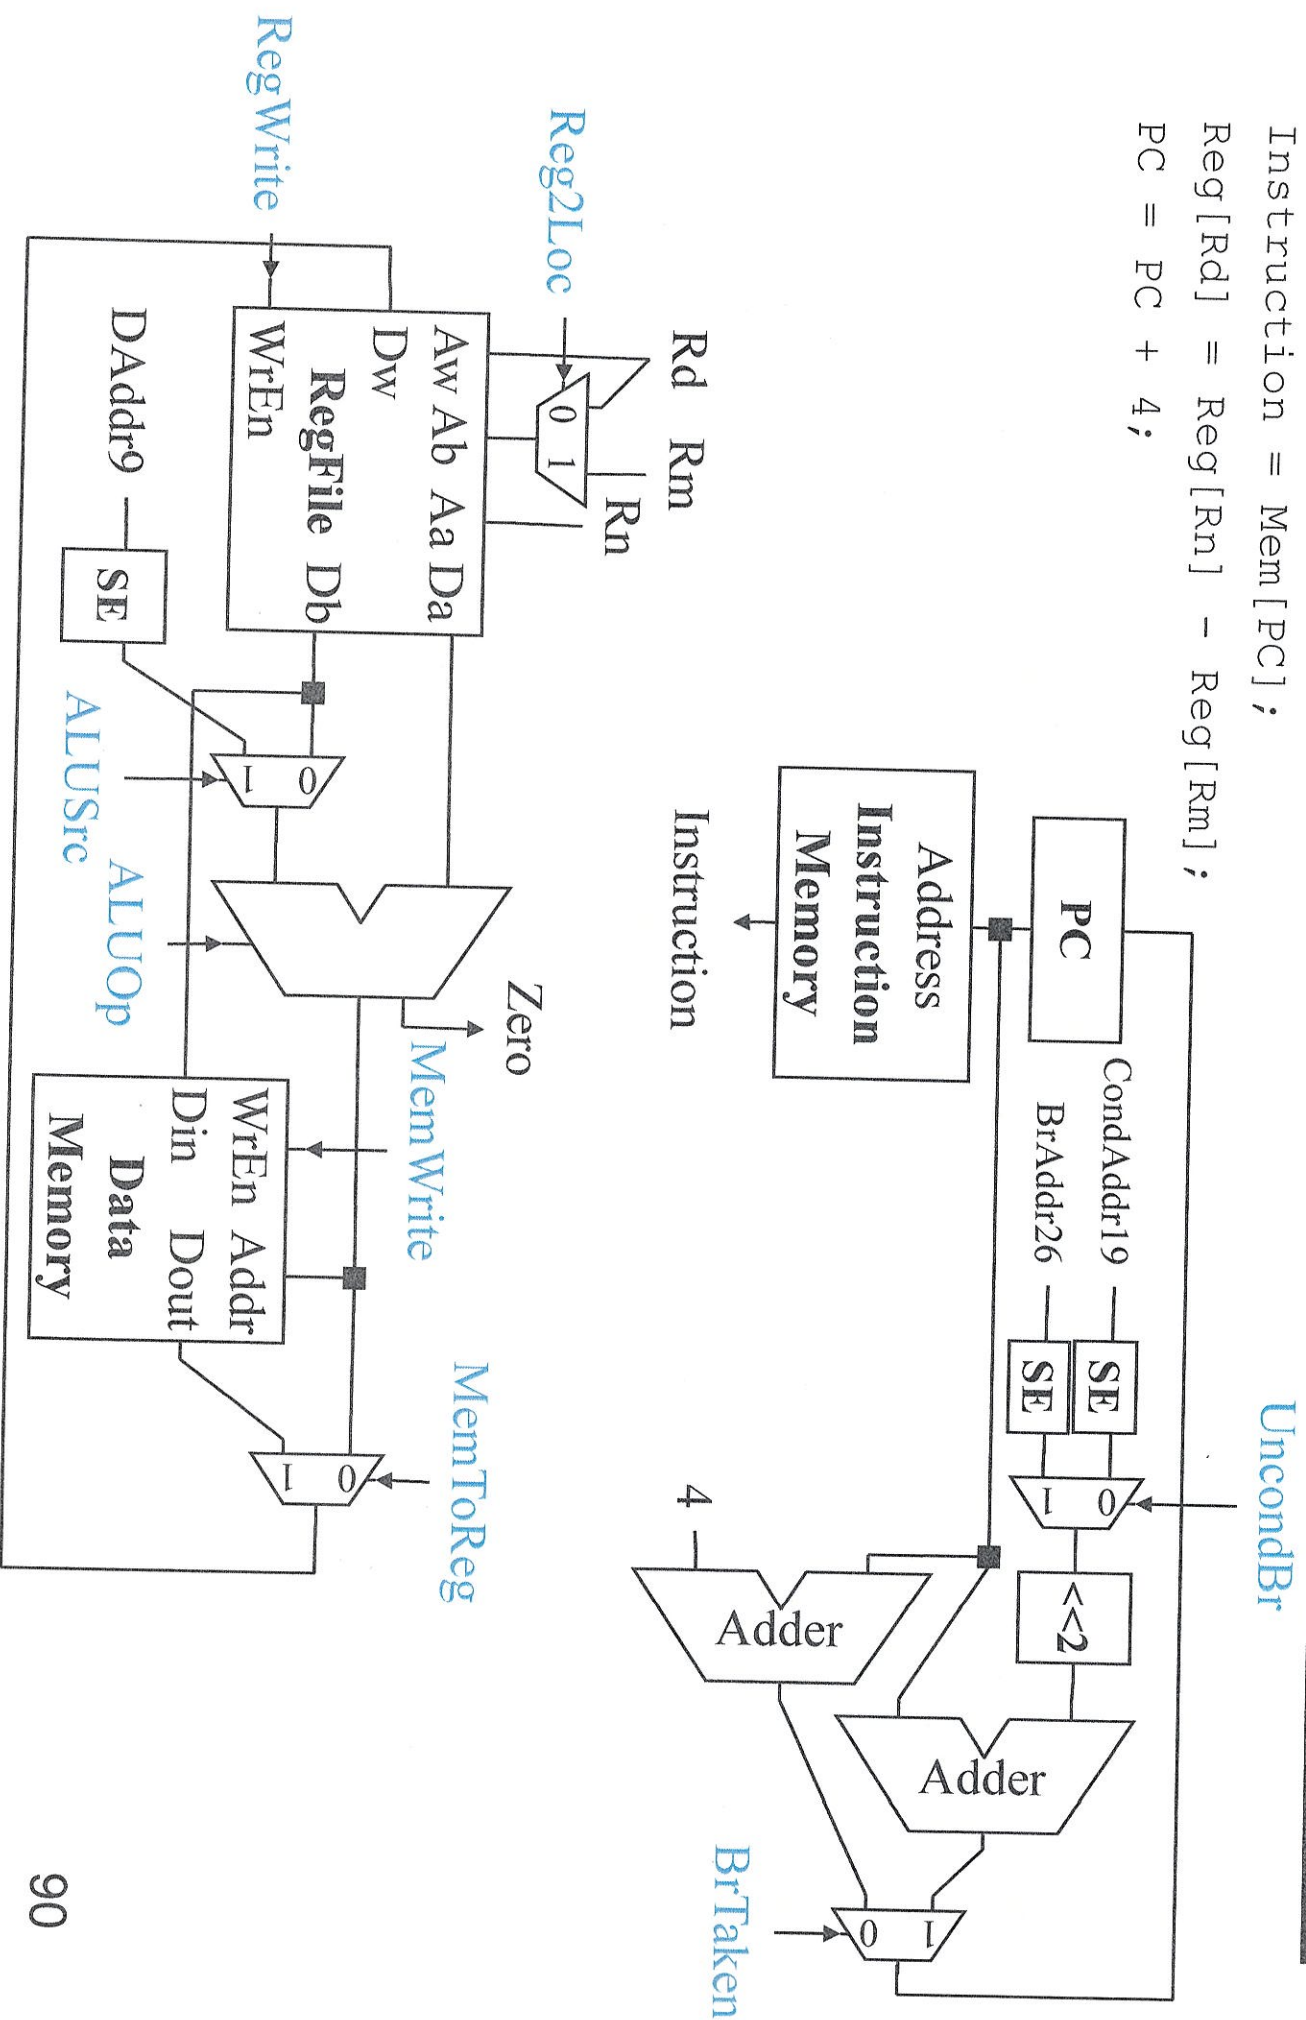 Instruction = Mem[PC];
Reg[Rd] = Reg[Rn] - Reg[Rm];
PC = PC + 4;
UncondBr
CondAddr19
SE
0
BrAddr26
SE
1
<<2
PC
Adder
Address
Instruction
Memory
Instruction
4
Adder
1
0
BrTaken
Rd Rm
Rn
Reg2Loc
0 1
Zero
MemWrite
MemToReg
Aw Ab Aa Da
Dw
RegFile Db
WrEn
RegWrite
0
1
WrEn Addr
Din Dout
Data
Memory
0
1
DAddr9
SE
ALUSrc
ALUOp
90